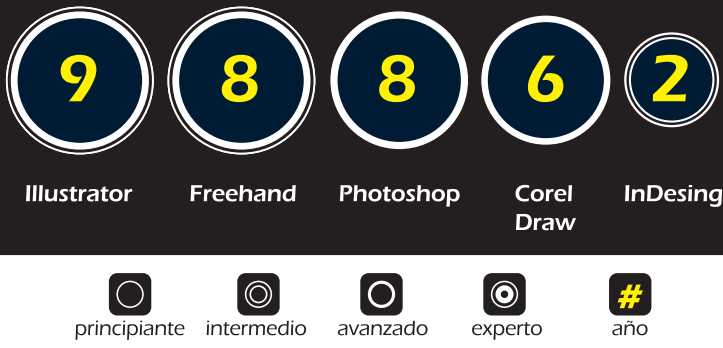 9 8 8 6 2
Illustrator Freehand Photoshop Corel InDesing
Draw
# 
principiante intermedio avanzado experto año